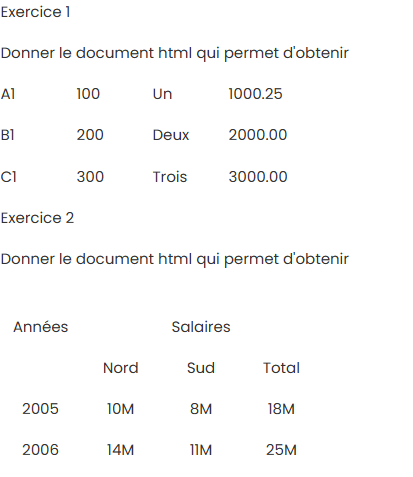 Exercice 1
Donner le document html qui permet d'obtenir
A1 100 Un 1000.25
B1 200 Deux 2000.00
C1 300 Trois 3000.00
Exercice 2
Donner le document html qui permet d'obtenir
Années Salaires
Nord Sud Total
2005 10M 8M 18M
2006 14M 11M 25M